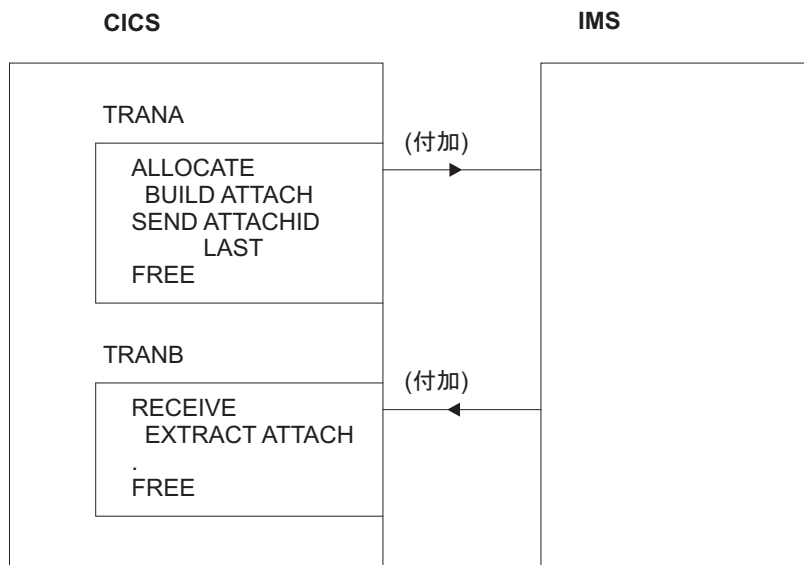 CICS
IMS
TRANA
(付加)
ALLOCATE
BUILD ATTACH
SEND ATTACHID
LAST
FREE
TRANB
(付加)
RECEIVE
EXTRACT ATTACH
.
FREE